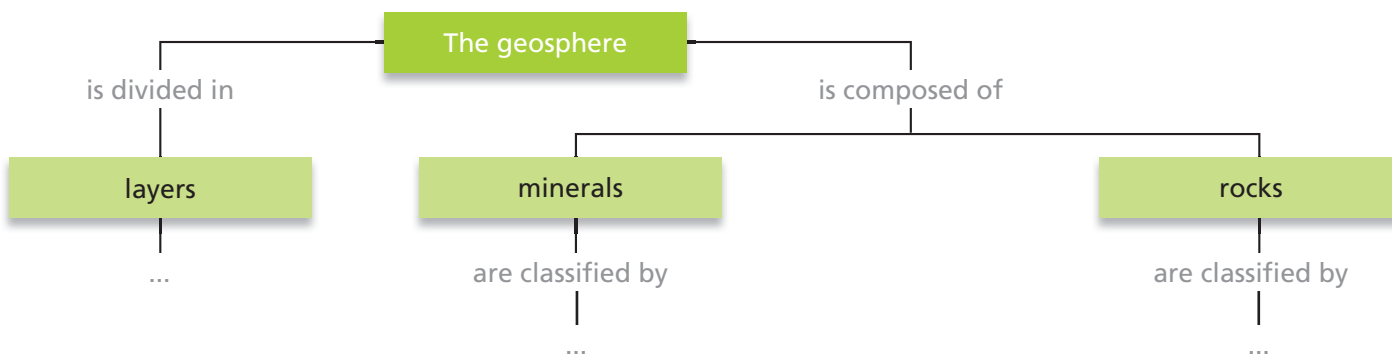 The geosphere
is divided in
is composed of
layers
minerals
rocks
...
are classified by
are classified by
...
...